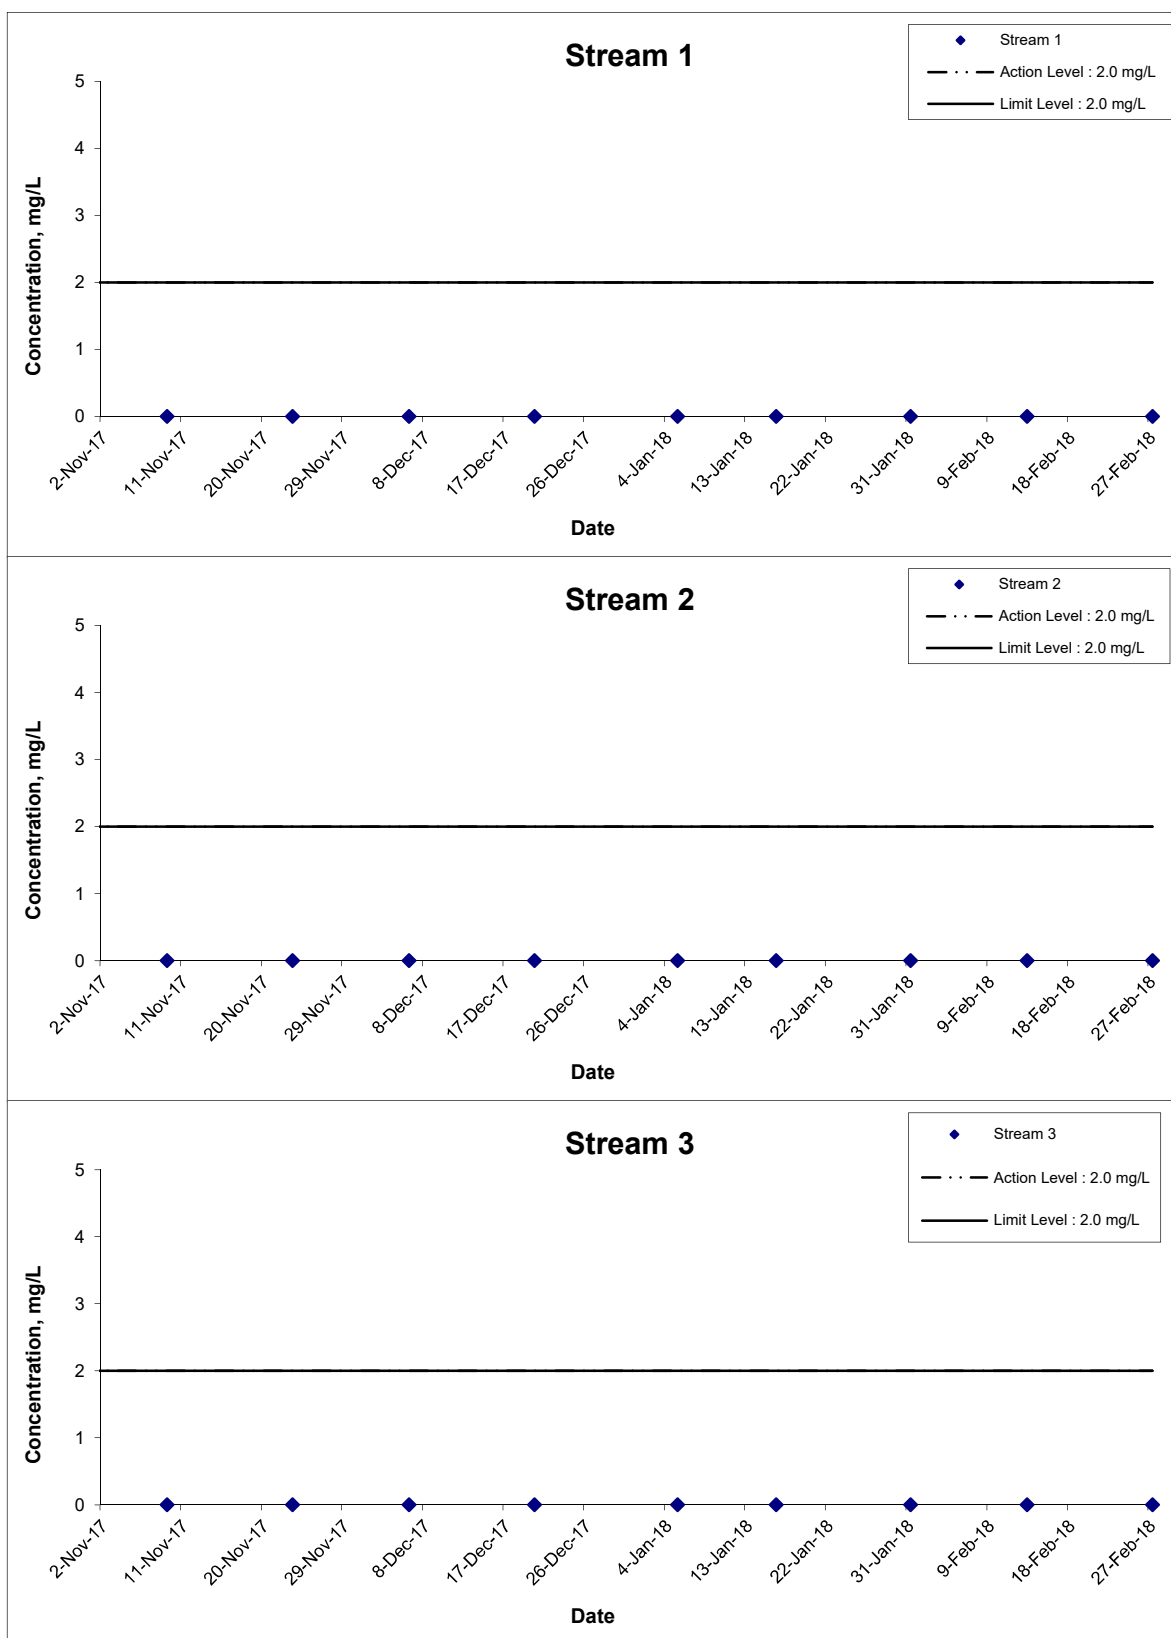 Stream 1
Stream 1
Action Level : 2.0 mg/L
Limit Level : 2.0 mg/L
Concentration, mg/L
5
4
3
2
1
0
2-Nov-17
11-Nov-17
20-Nov-17
29-Nov-17
8-Dec-17
17-Dec-17
26-Dec-17
4-Jan-18
13-Jan-18
22-Jan-18
31-Jan-18
9-Feb-18
18-Feb-18
27-Feb-18
Date
Stream 2
Stream 2
Action Level : 2.0 mg/L
Limit Level : 2.0 mg/L
Concentration, mg/L
5
4
3
2
1
0
2-Nov-17
11-Nov-17
20-Nov-17
29-Nov-17
8-Dec-17
17-Dec-17
26-Dec-17
4-Jan-18
13-Jan-18
22-Jan-18
31-Jan-18
9-Feb-18
18-Feb-18
27-Feb-18
Date
Stream 3
Stream 3
Action Level : 2.0 mg/L
Limit Level : 2.0 mg/L
Concentration, mg/L
5
4
3
2
1
0
2-Nov-17
11-Nov-17
20-Nov-17
29-Nov-17
8-Dec-17
17-Dec-17
26-Dec-17
4-Jan-18
13-Jan-18
22-Jan-18
31-Jan-18
9-Feb-18
18-Feb-18
27-Feb-18
Date